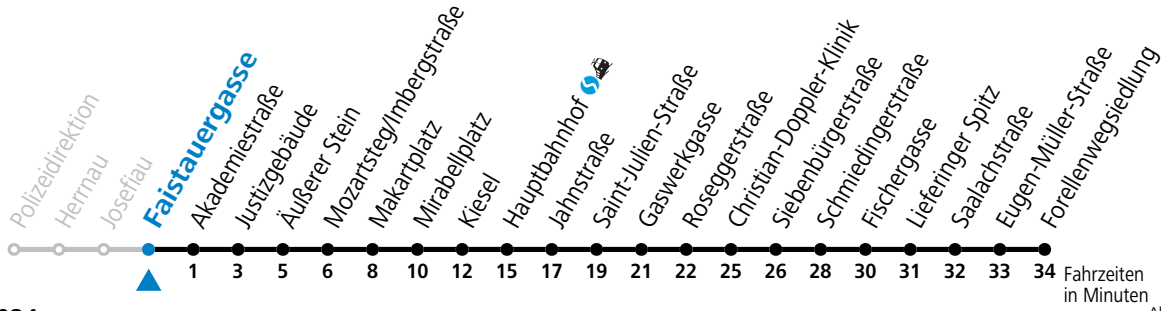 Polizeidirektion
Herrnau
Josefiau
Faistauergasse
Akademiestraße
Justizgebäude
Äußerer Stein
Mozartsteg/Imbergstraße
Makartplatz
Mirabellplatz
Kiesel
Hauptbahnhof
Jahnstraße
Saint-Julien-Straße
Gaswerkgasse
Roseggerstraße
Christian-Doppler-Klinik
Siebenbürgerstraße
Schmiedingerstraße
Fischergasse
Lieferinger Spitz
Saalachstraße
Eugen-Müller-Straße
Forellenwegsiedlung
1 3 5 6 8 10 12 15 17 19 21 22 25 26 28 30 31 32 33 34
Fahrzeiten
in Minuten